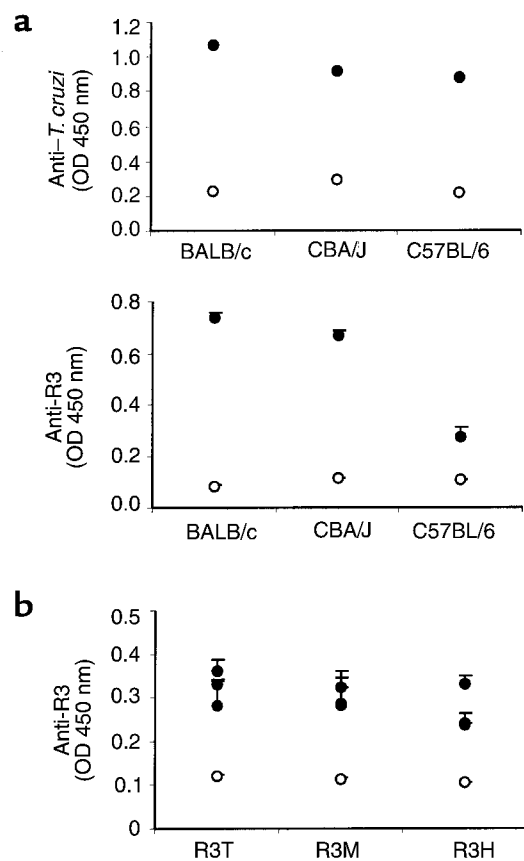 a
Anti–T. cruzi
(OD 450 nm)
1.2
1.0
0.8
0.6
0.4
0.2
0.0
BALB/c CBA/J C57BL/6
Anti-R3
(OD 450 nm)
0.8
0.6
0.4
0.2
0.0
BALB/c CBA/J C57BL/6
b
Anti-R3
(OD 450 nm)
0.5
0.4
0.3
0.2
0.1
0
R3T R3M R3H